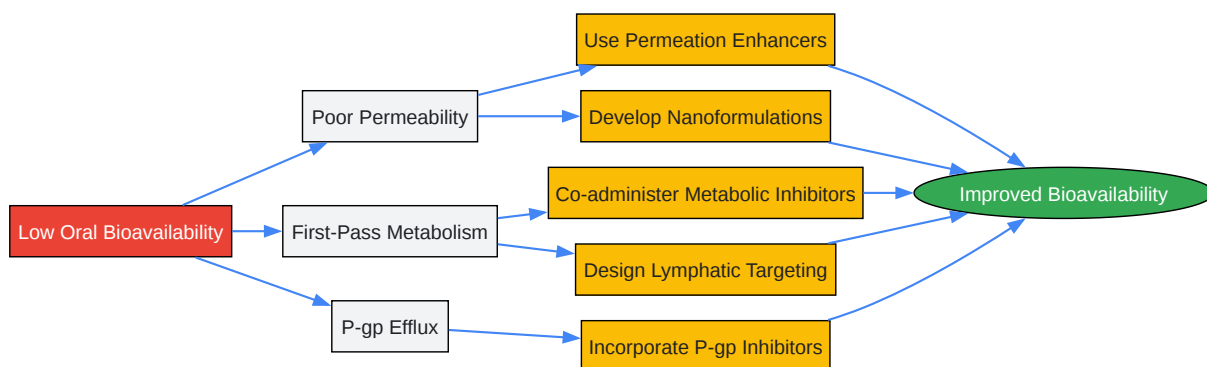 Use Permeation Enhancers
Poor Permeability
Develop Nanoformulations
Co-administer Metabolic Inhibitors
Improved Bioavailability
Low Oral Bioavailability
First-Pass Metabolism
Design Lymphatic Targeting
P-gp Efflux
Incorporate P-gp Inhibitors